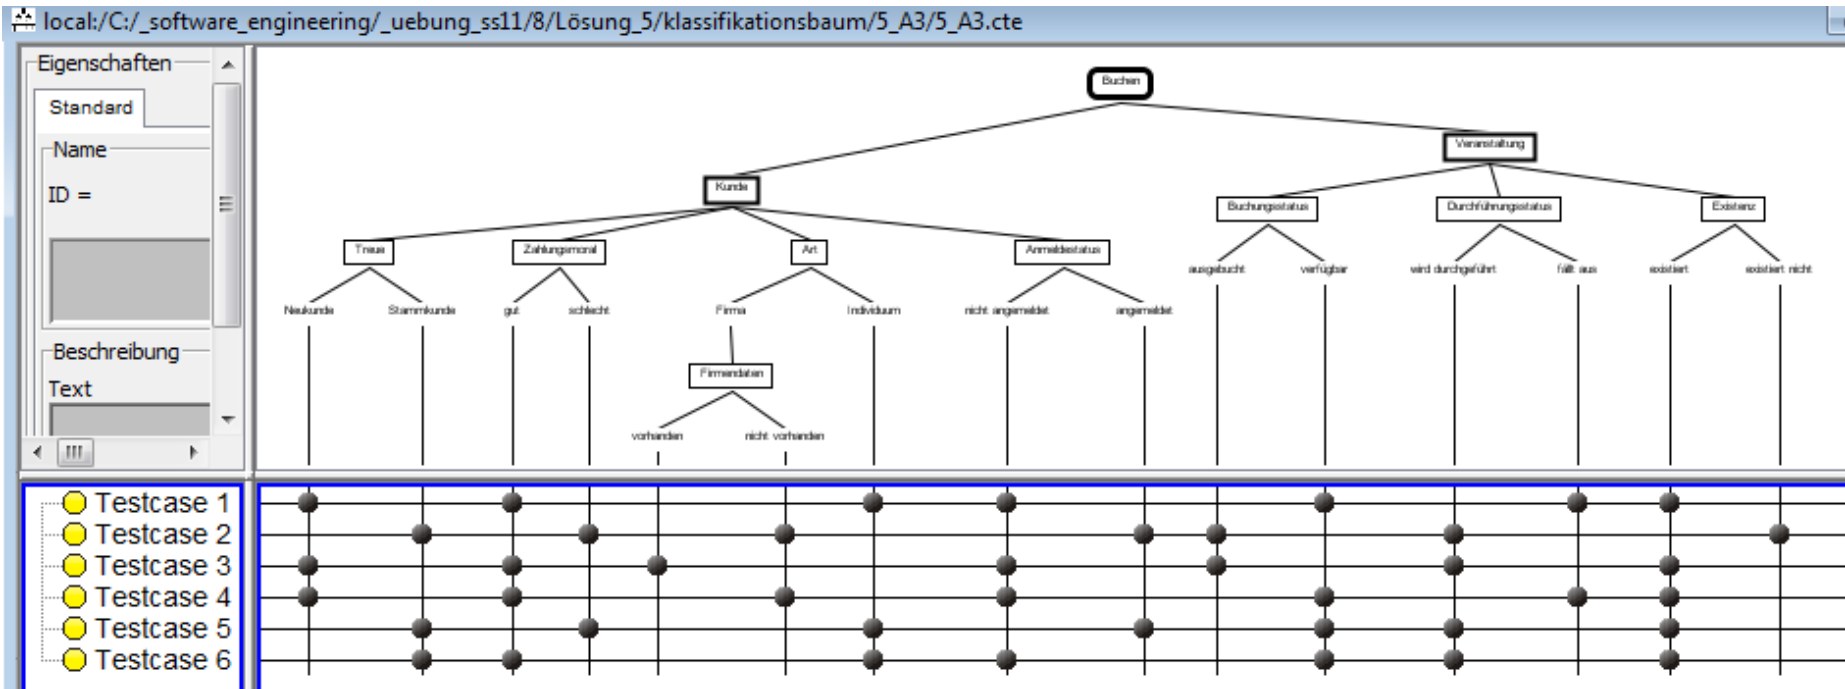 local:/C:/_software_engineering/_uebung_ss11/8/Lösung_5/klassifikationsbaum/5_A3/5_A3.cte
Eigenschaften
Standard
Name
ID =
Beschreibung
Text
Buchen
Veranstaltung
Kunde
Buchungsstatus Durchführungsstatus Existenz
Treue Zahlungsmoral Art Anmeldestatus
ausgebucht verfügbar wird durchgeführt fällt aus existiert existiert nicht
Neukunde Stammkunde gut schlecht Firma Individuum nicht angemeldet angemeldet
Firmendaten
vorhanden nicht vorhanden
Testcase 1
Testcase 2
Testcase 3
Testcase 4
Testcase 5
Testcase 6